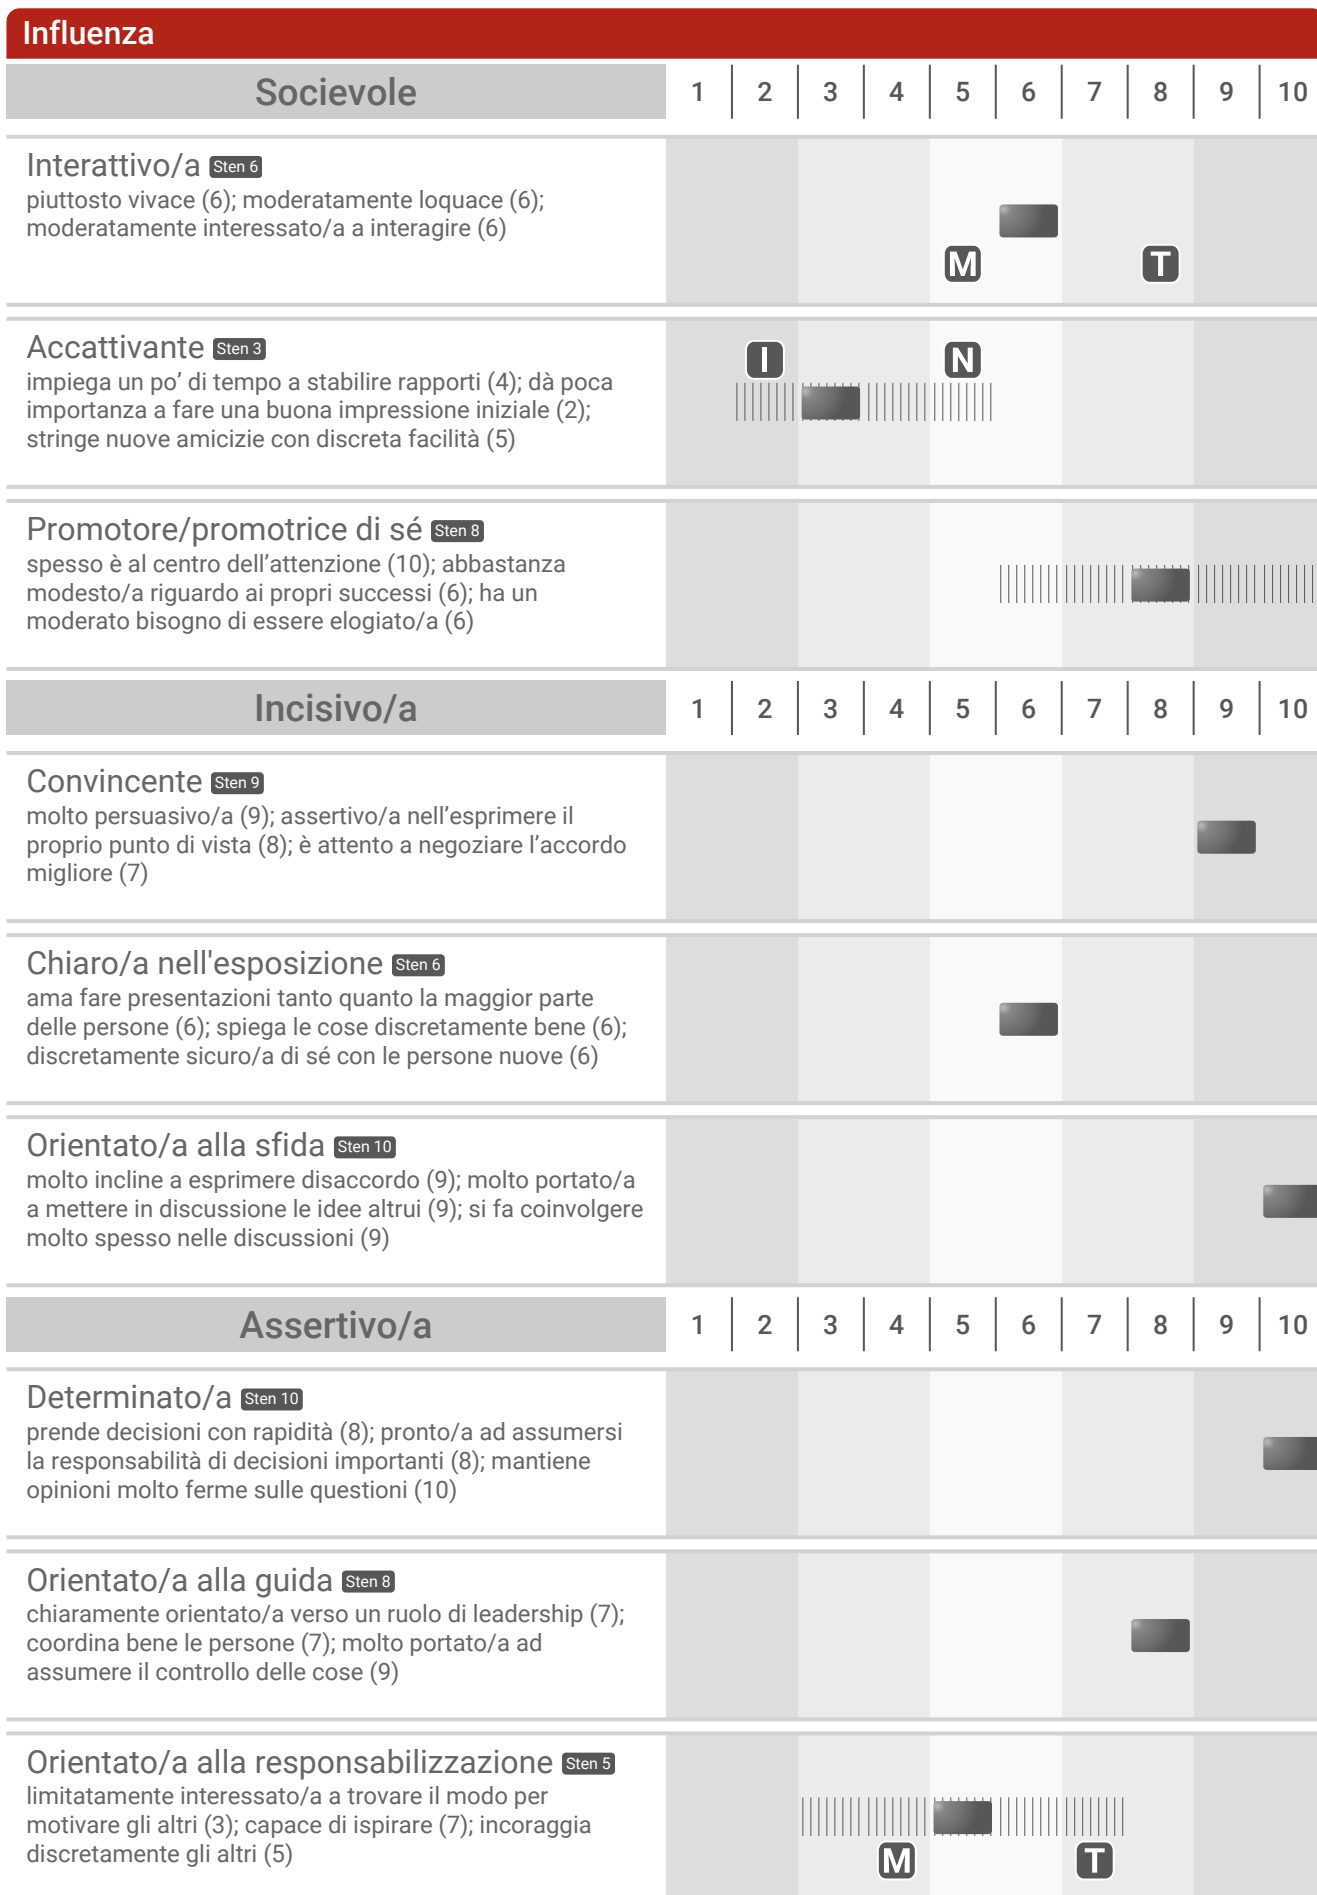 Influenza
Socievole 1 2 3 4 5 6 7 8 9 10
Interattivo/a Sten 6
piuttosto vivace (6); moderatamente loquace (6);
moderatamente interessato/a a interagire (6)
M T
Accattivante Sten 3
I N
impiega un po’ di tempo a stabilire rapporti (4); dà poca
importanza a fare una buona impressione iniziale (2);
stringe nuove amicizie con discreta facilità (5)
Promotore/promotrice di sé Sten 8
spesso è al centro dell’attenzione (10); abbastanza
modesto/a riguardo ai propri successi (6); ha un
moderato bisogno di essere elogiato/a (6)
Incisivo/a 1 2 3 4 5 6 7 8 9 10
Convincente Sten 9
molto persuasivo/a (9); assertivo/a nell’esprimere il
proprio punto di vista (8); è attento a negoziare l’accordo
migliore (7)
Chiaro/a nell'esposizione Sten 6
ama fare presentazioni tanto quanto la maggior parte
delle persone (6); spiega le cose discretamente bene (6);
discretamente sicuro/a di sé con le persone nuove (6)
Orientato/a alla sfida Sten 10
molto incline a esprimere disaccordo (9); molto portato/a
a mettere in discussione le idee altrui (9); si fa coinvolgere
molto spesso nelle discussioni (9)
Assertivo/a 1 2 3 4 5 6 7 8 9 10
Determinato/a Sten 10
prende decisioni con rapidità (8); pronto/a ad assumersi
la responsabilità di decisioni importanti (8); mantiene
opinioni molto ferme sulle questioni (10)
Orientato/a alla guida Sten 8
chiaramente orientato/a verso un ruolo di leadership (7);
coordina bene le persone (7); molto portato/a ad
assumere il controllo delle cose (9)
Orientato/a alla responsabilizzazione Sten 5
limitatamente interessato/a a trovare il modo per
motivare gli altri (3); capace di ispirare (7); incoraggia
discretamente gli altri (5)
M T